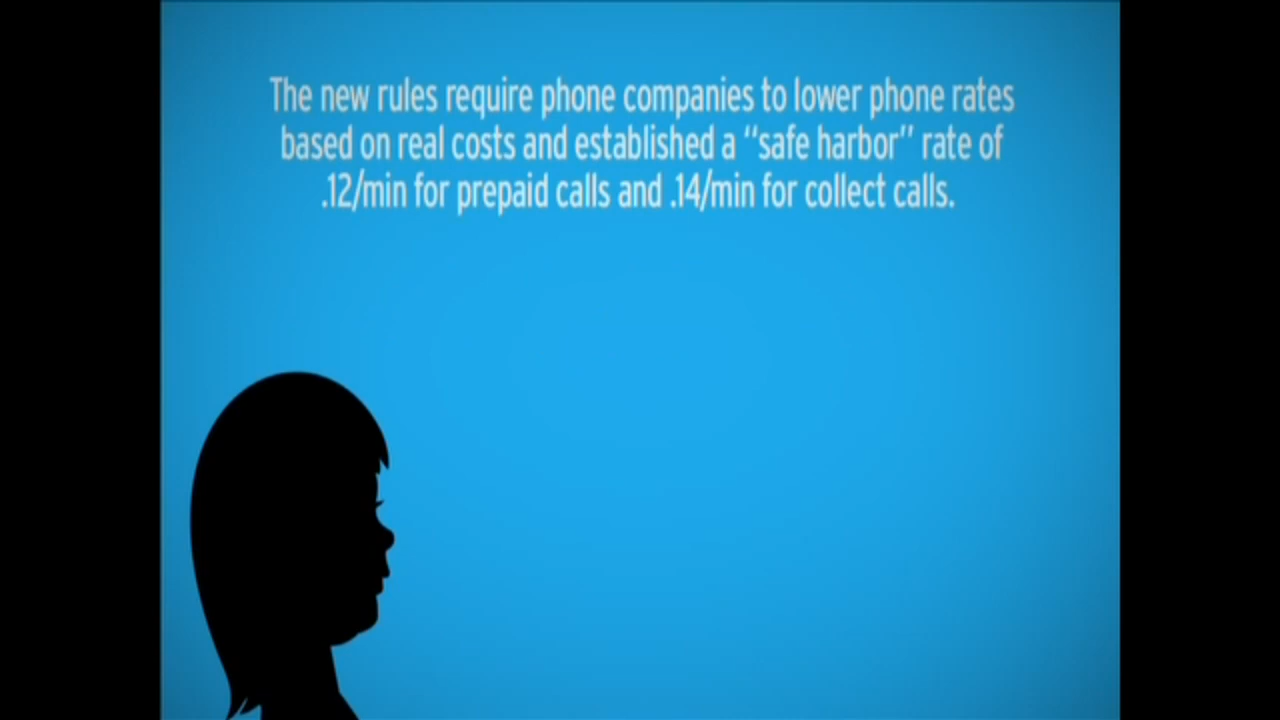 The new rules require phone companies to lower phone rates
based on real costs and established a “safe harbor” rate of
.12/min for prepaid calls and .14/min for collect calls.